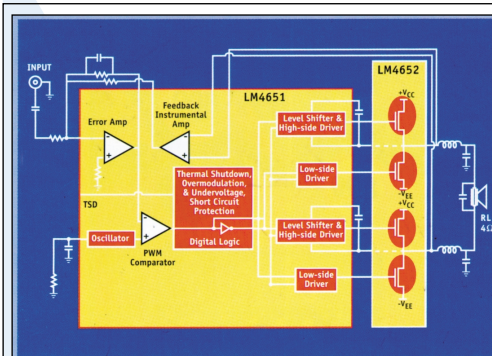 INPUT
LM4651
LM4652
Error Amp
Feedback
Instrumental
Amp
Level Shifter &
High-side Driver
+VCC
Thermal Shutdown,
Overmodulation,
& Undervoltage,
Short Circuit
Protection
Digital Logic
Low-side
Driver
-VEE
+VCC
TSD
Oscillator
PWM
Comparator
Level Shifter &
High-side Driver
RL
4Ω
Low-side
Driver
-VEE